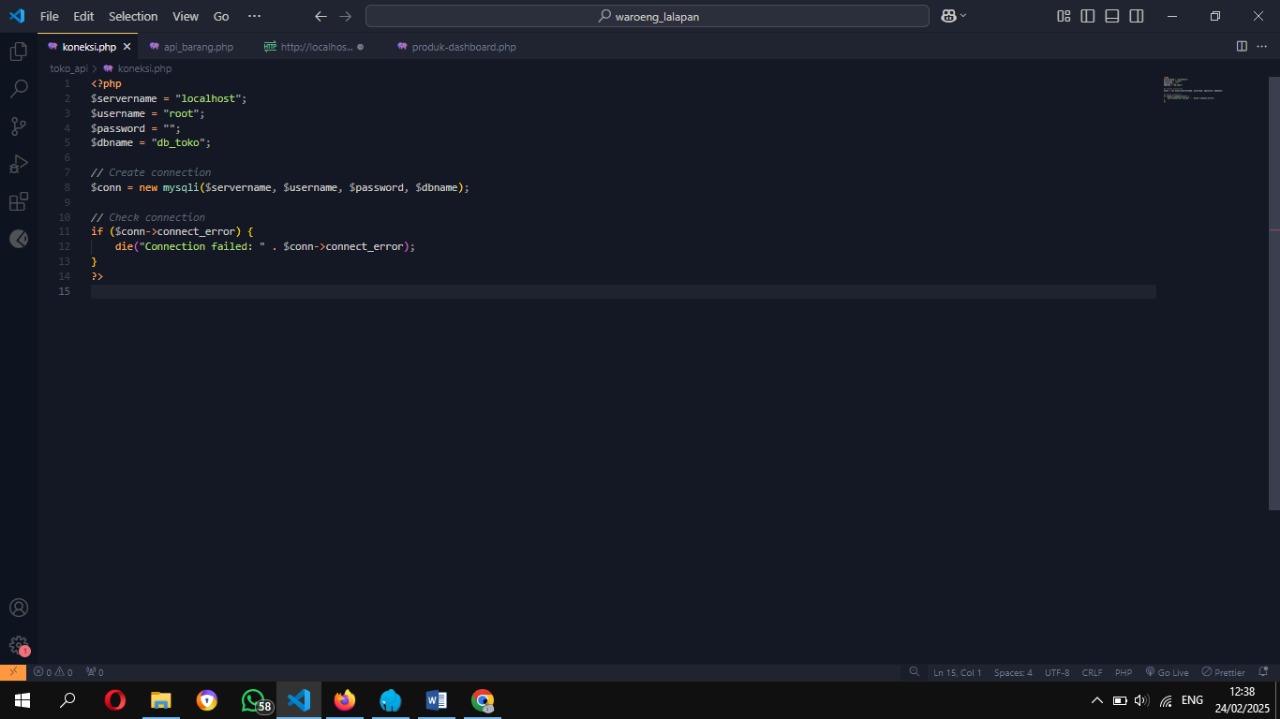 File Edit Selection View Go ··· waroeng_lalapan
koneksi.php api_barang.php http://localhos... produk-dashboard.php
toko_api > koneksi.php
1 <?php
2 $servername = "localhost";
3 $username = "root";
4 $password = "";
5 $dbname = "db_toko";
6
7 // Create connection
8 $conn = new mysqli($servername, $username, $password, $dbname);
9
10 // Check connection
11 if ($conn->connect_error) {
12 die("Connection failed: " . $conn->connect_error);
13 }
14 ?>
15
1
0 0 0 Ln 15, Col 1 Spaces: 4 UTF-8 CRLF PHP Go Live Prettier
58 ENG 12:38
24/02/2025